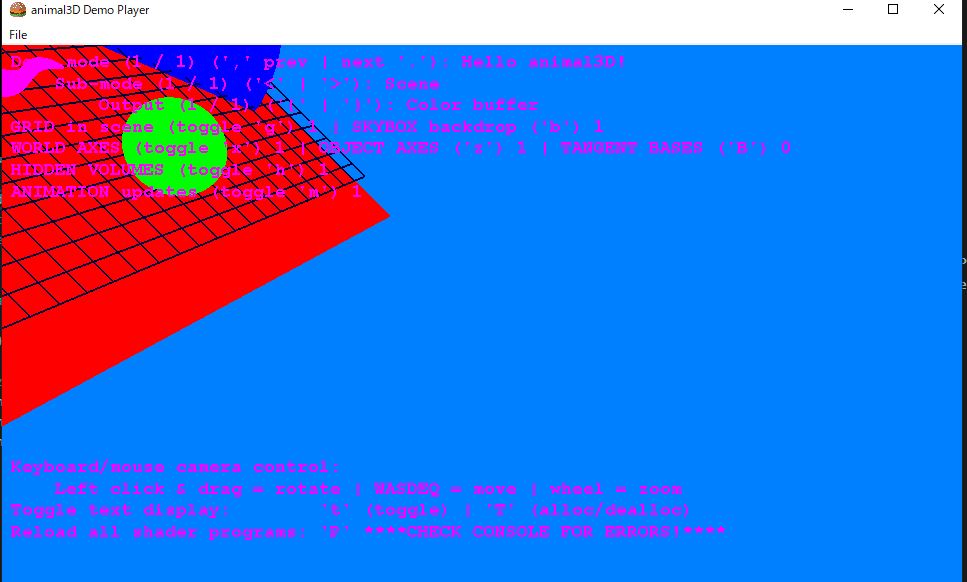 animal3D Demo Player
File
Demo mode (1 / 1) (',' prev | next '.'): Hello animal3D!
Sub-mode (1 / 1) ('<' | '>'): Scene
Output (1 / 1) ('{' | '}'): Color buffer
GRID in scene (toggle 'g') 1 | SKYBOX backdrop ('b') 1
WORLD AXES (toggle 'x') 1 | OBJECT AXES ('z') 1 | TANGENT BASES ('B') 0
HIDDEN VOLUMES (toggle 'h') 1
ANIMATION updates (toggle 'm') 1
Keyboard/mouse camera control:
Left click & drag = rotate | WASDEQ = move | wheel = zoom
Toggle text display: 't' (toggle) | 'T' (alloc/dealloc)
Reload all shader programs: 'P' ****CHECK CONSOLE FOR ERRORS!****